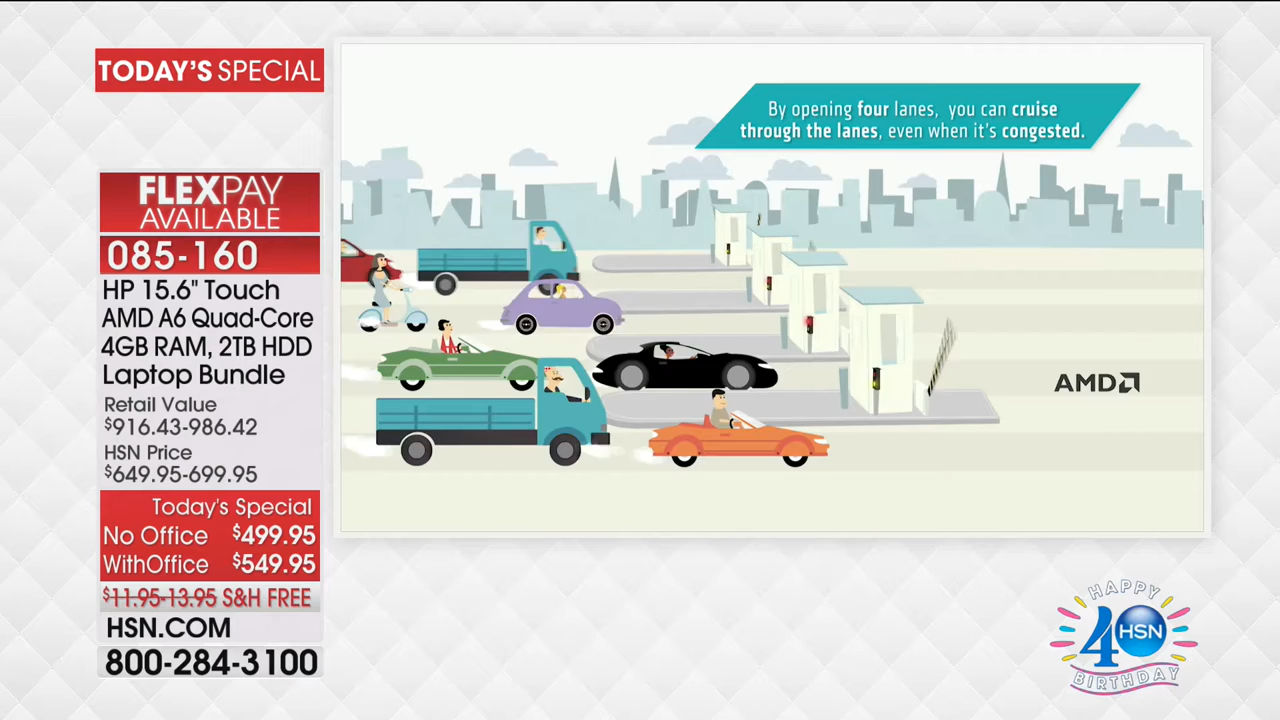 TODAY'S SPECIAL
FLEXPAY
AVAILABLE
085-160
HP 15.6" Touch
AMD A6 Quad-Core
4GB RAM, 2TB HDD
Laptop Bundle
Retail Value
$916.43-986.42
HSN Price
$649.95-699.95
Today's Special
No Office $499.95
WithOffice $549.95
$11.95-13.95 S&H FREE
HSN.COM
800-284-3100
By opening four lanes, you can cruise
through the lanes, even when it's congested.
AMD
HAPPY
40
HSN
BIRTHDAY